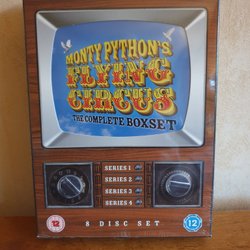 MONTY PYTHON'S
FLYING
CIRCUS
THE COMPLETE BOXSET
SERIES 1
SERIES 2
SERIES 3
SERIES 4
12
8 DISC SET
12